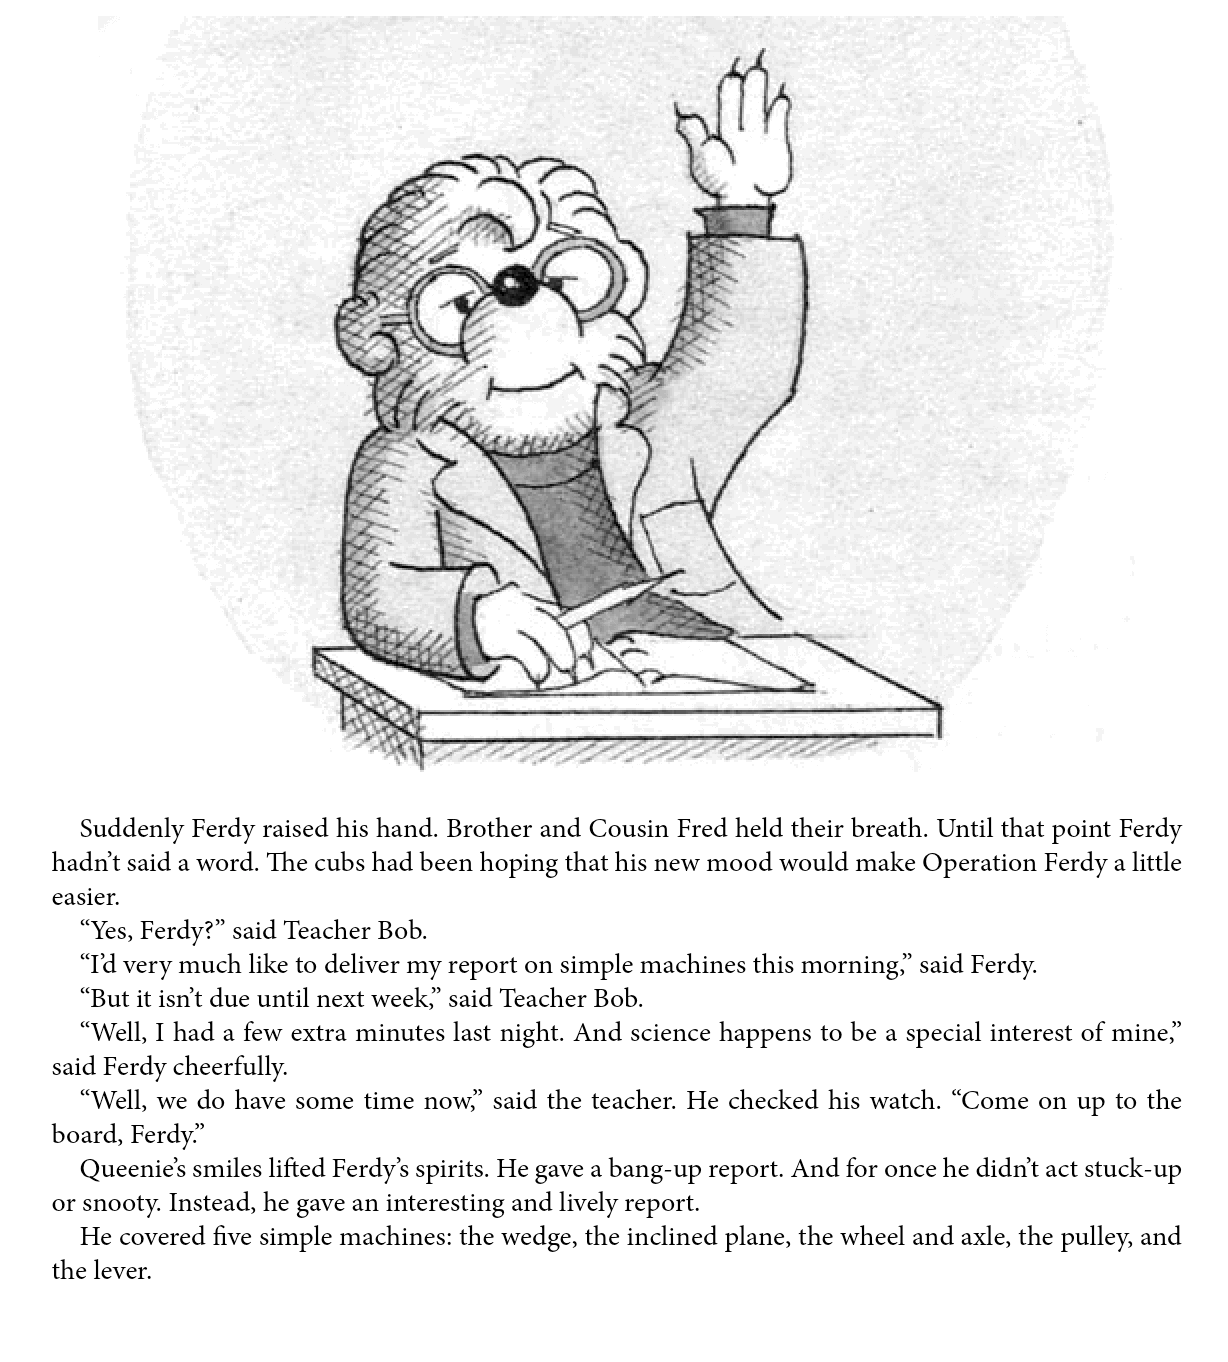 Suddenly Ferdy raised his hand. Brother and Cousin Fred held their breath. Until that point Ferdy
hadn’t said a word. The cubs had been hoping that his new mood would make Operation Ferdy a little
easier.
“Yes, Ferdy?” said Teacher Bob.
“I’d very much like to deliver my report on simple machines this morning,” said Ferdy.
“But it isn’t due until next week,” said Teacher Bob.
“Well, I had a few extra minutes last night. And science happens to be a special interest of mine,”
said Ferdy cheerfully.
“Well, we do have some time now,” said the teacher. He checked his watch. “Come on up to the
board, Ferdy.”
Queenie’s smiles lifted Ferdy’s spirits. He gave a bang-up report. And for once he didn’t act stuck-up
or snooty. Instead, he gave an interesting and lively report.
He covered five simple machines: the wedge, the inclined plane, the wheel and axle, the pulley, and
the lever.